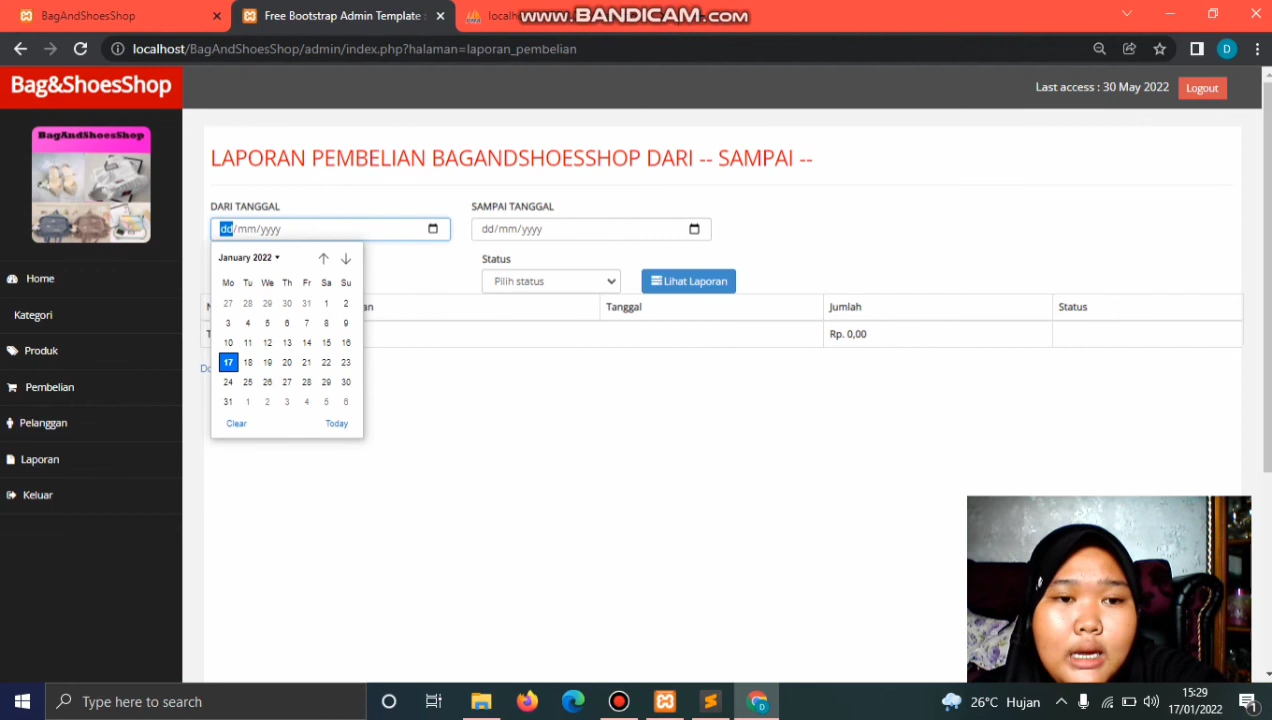 BagAndShoesShop
Free Bootstrap Admin Template :
localh
www.BANDICAM.com
localhost/BagAndShoesShop/admin/index.php?halaman=laporan_pembelian
D
Bag&ShoesShop
Last access : 30 May 2022
Logout
BagAndShoesShop
Home
Kategori
Produk
Pembelian
Pelanggan
Laporan
Keluar
LAPORAN PEMBELIAN BAGANDSHOESSHOP DARI -- SAMPAI --
DARI TANGGAL
SAMPAI TANGGAL
dd/mm/yyyy
dd/mm/yyyy
Status
Pilih status
Lihat Laporan
an
Tanggal
Jumlah
Status
Rp. 0,00
January 2022
Mo Tu We Th Fr Sa Su
27 28 29 30 31 1 2
3 4 5 6 7 8 9
10 11 12 13 14 15 16
17 18 19 20 21 22 23
24 25 26 27 28 29 30
31 1 2 3 4 5 6
Clear
Today
Type here to search
26°C Hujan
15:29
17/01/2022
1